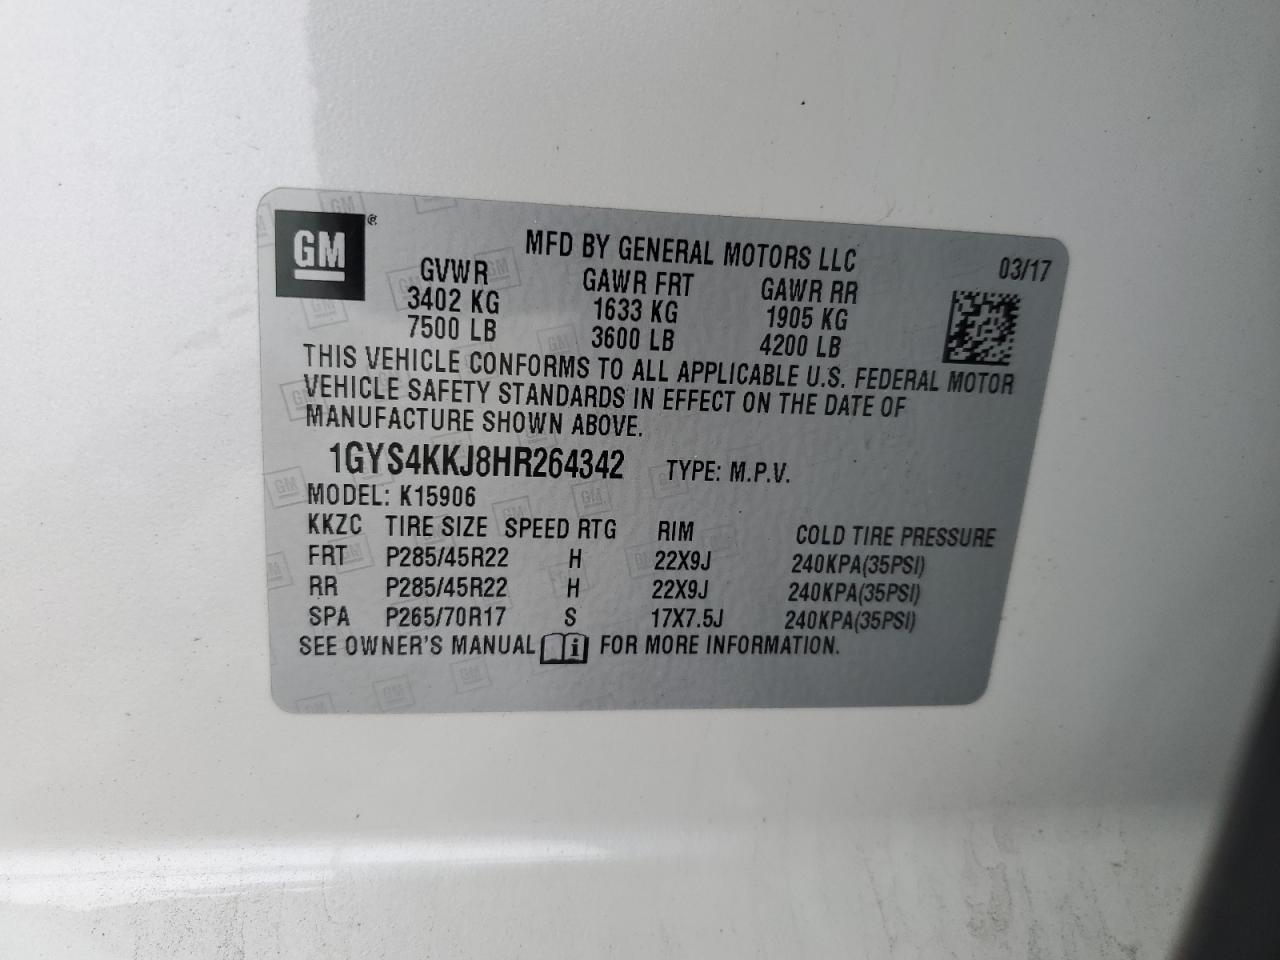 GM ®
MFD BY GENERAL MOTORS LLC 03/17
GVWR GAWR FRT GAWR RR
3402 KG 1633 KG 1905 KG
7500 LB 3600 LB 4200 LB
THIS VEHICLE CONFORMS TO ALL APPLICABLE U.S. FEDERAL MOTOR
VEHICLE SAFETY STANDARDS IN EFFECT ON THE DATE OF
MANUFACTURE SHOWN ABOVE.
1GYS4KKJ8HR264342 TYPE: M.P.V.
MODEL: K15906
KKZC TIRE SIZE SPEED RTG RIM COLD TIRE PRESSURE
FRT P285/45R22 H 22X9J 240KPA(35PSI)
RR P285/45R22 H 22X9J 240KPA(35PSI)
SPA P265/70R17 S 17X7.5J 240KPA(35PSI)
SEE OWNER'S MANUAL i FOR MORE INFORMATION.